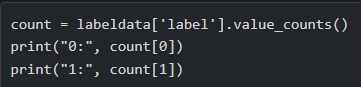 count = labeldata['label'].value_counts()
print("0:", count[0])
print("1:", count[1])